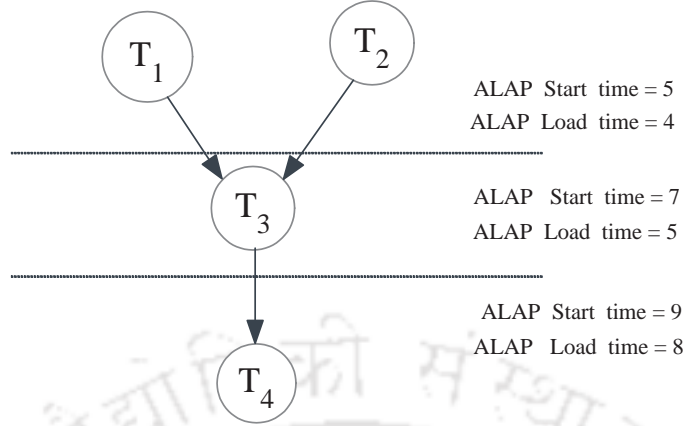 T1
T2
ALAP Start time = 5
ALAP Load time = 4
T3
ALAP Start time = 7
ALAP Load time = 5
ALAP Start time = 9
ALAP Load time = 8
T4